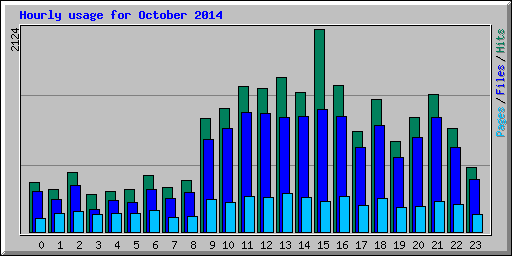 Hourly usage for October 2014
2124
Pages/Files/Hits
0 1 2 3 4 5 6 7 8 9 10 11 12 13 14 15 16 17 18 19 20 21 22 23